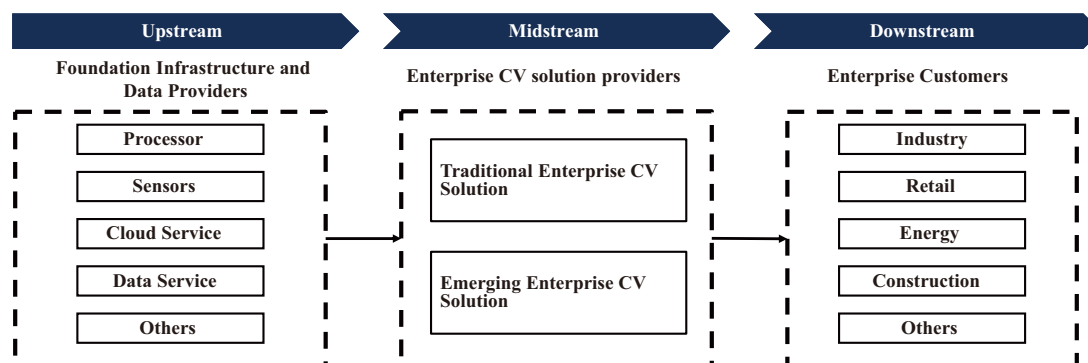 Upstream
Midstream
Downstream
Foundation Infrastructure and
Data Providers
Enterprise CV solution providers
Enterprise Customers
Processor
Sensors
Cloud Service
Data Service
Others
Traditional Enterprise CV
Solution
Emerging Enterprise CV
Solution
Industry
Retail
Energy
Construction
Others